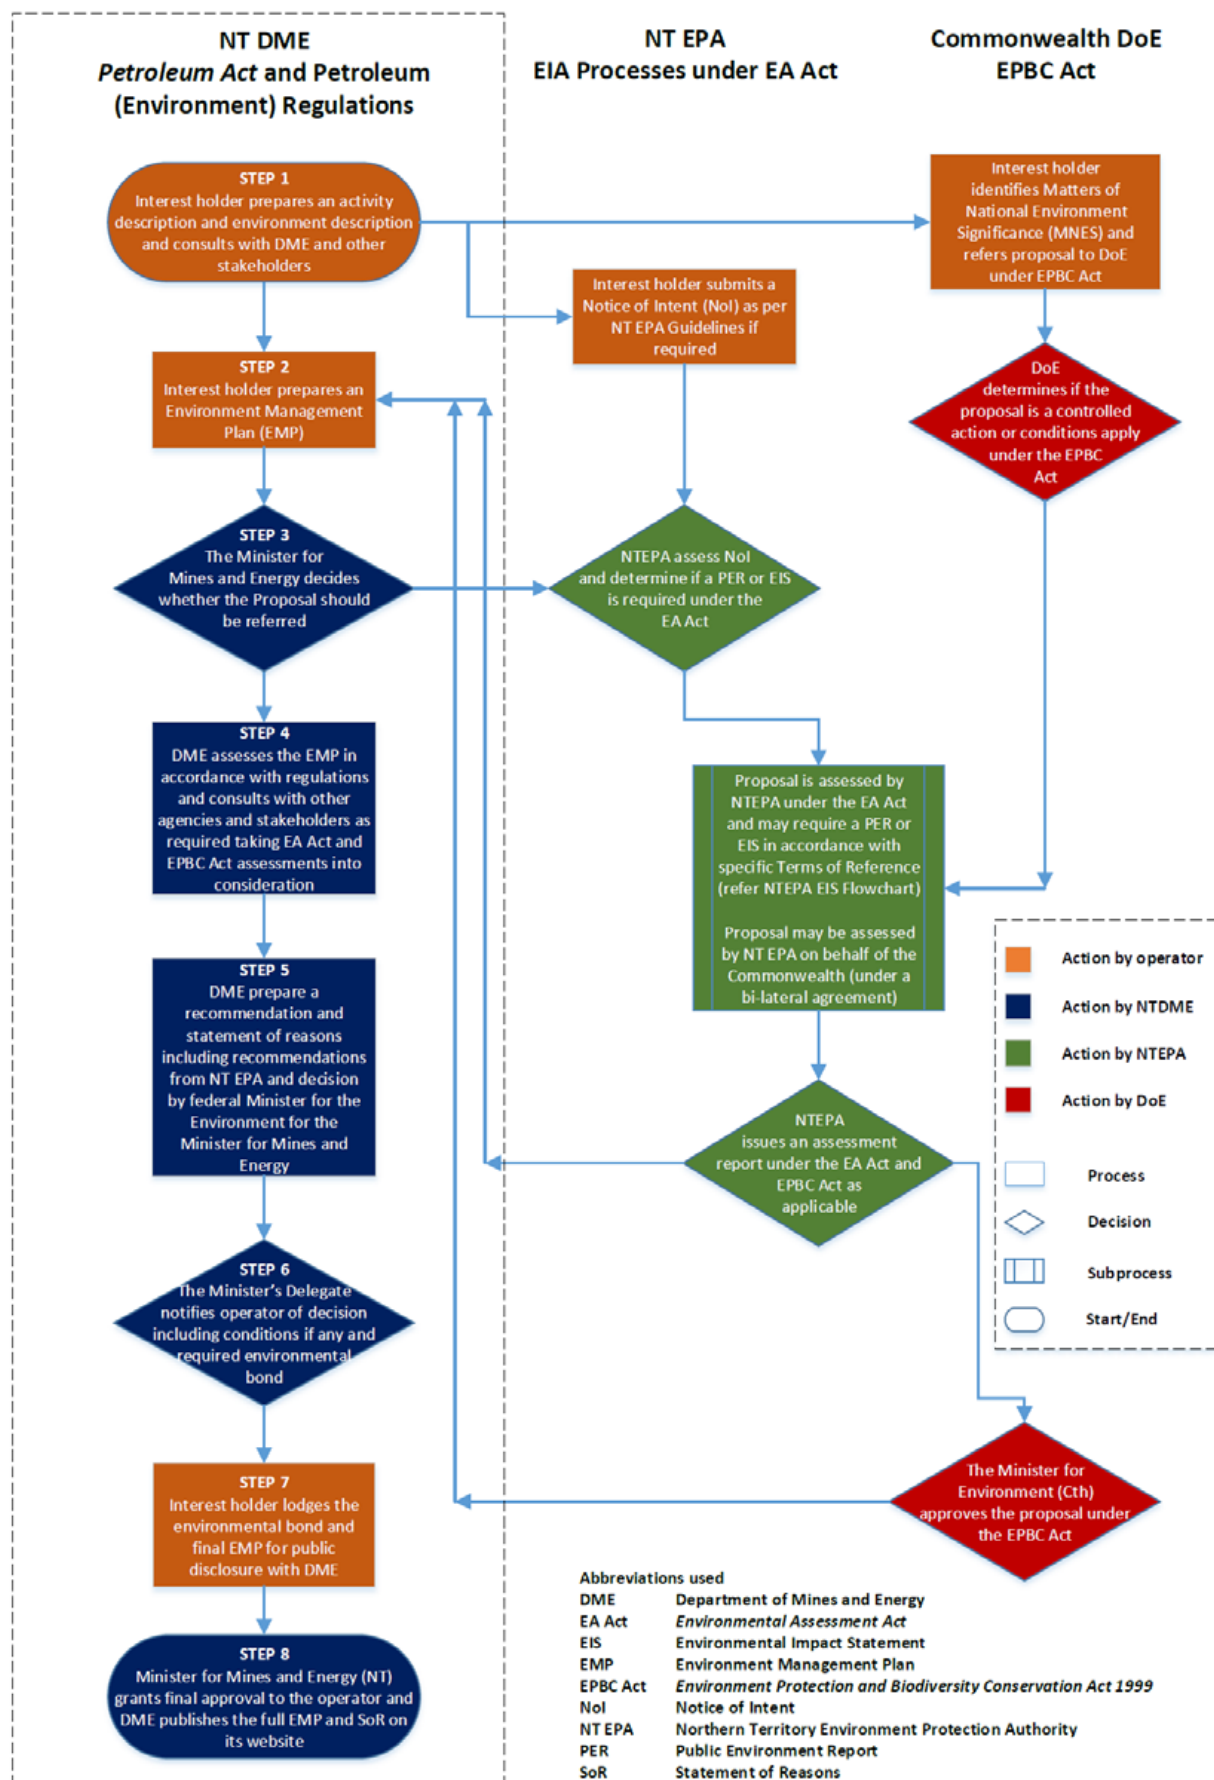 NT DME
Petroleum Act and Petroleum
(Environment) Regulations
NT EPA
EIA Processes under EA Act
Commonwealth DoE
EPBC Act
STEP 1
Interest holder prepares an activity
description and environment description
and consults with DME and other
stakeholders
Interest holder
identifies Matters of
National Environment
Significance (MNES) and
refers proposal to DoE
under EPBC Act
Interest holder submits a
Notice of Intent (NoI) as per
NT EPA Guidelines if
required
STEP 2
Interest holder prepares an
Environment Management
Plan (EMP)
DoE
determines if the
proposal is a controlled
action or conditions apply
under the EPBC
Act
STEP 3
The Minister for
Mines and Energy decides
whether the Proposal should
be referred
NTEPA assess NoI
and determine if a PER or EIS
is required under the
EA Act
STEP 4
DME assesses the EMP in
accordance with regulations
and consults with other
agencies and stakeholders as
required taking EA Act and
EPBC Act assessments into
consideration
Proposal is assessed by
NTEPA under the EA Act
and may require a PER or
EIS in accordance with
specific Terms of Reference
(refer NTEPA EIS Flowchart)
Proposal may be assessed
by NT EPA on behalf of the
Commonwealth (under a
bi-lateral agreement)
STEP 5
DME prepare a
recommendation and
statement of reasons
including recommendations
from NT EPA and decision
by federal Minister for the
Environment for the
Minister for Mines and
Energy
NTEPA
issues an assessment
report under the EA Act and
EPBC Act as
applicable
Action by operator
Action by NTDME
Action by NTEPA
Action by DoE
Process
Decision
Subprocess
Start/End
STEP 6
The Minister's Delegate
notifies operator of decision
including conditions if any and
required environmental
bond
STEP 7
Interest holder lodges the
environmental bond and
final EMP for public
disclosure with DME
The Minister for
Environment (Cth)
approves the proposal under
the EPBC Act
STEP 8
Minister for Mines and Energy (NT)
grants final approval to the operator and
DME publishes the full EMP and SoR on
its website
Abbreviations used
DME Department of Mines and Energy
EA Act Environmental Assessment Act
EIS Environmental Impact Statement
EMP Environment Management Plan
EPBC Act Environment Protection and Biodiversity Conservation Act 1999
NoI Notice of Intent
NT EPA Northern Territory Environment Protection Authority
PER Public Environment Report
SoR Statement of Reasons